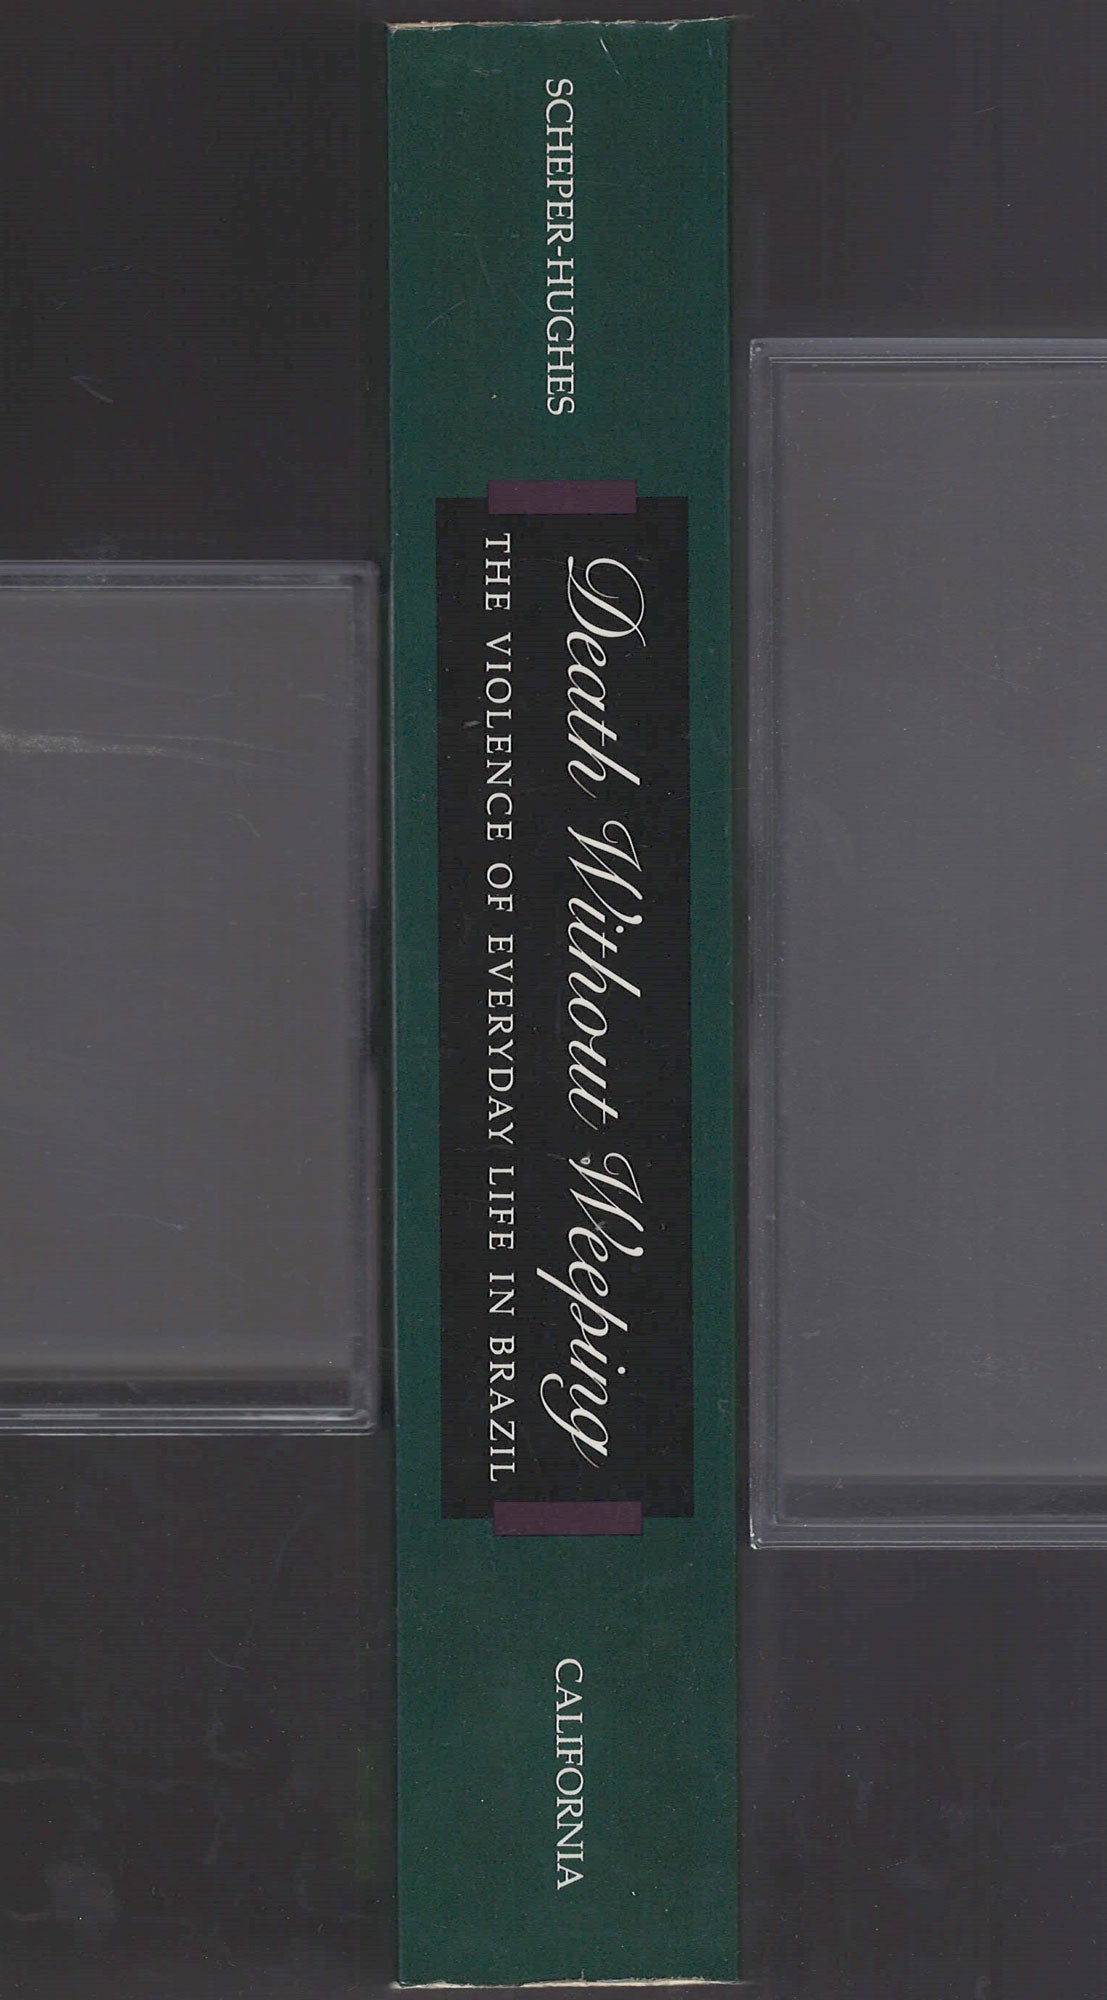 SCHEPER-HUGHES
Death Without Weeping
THE VIOLENCE OF EVERYDAY LIFE IN BRAZIL
CALIFORNIA